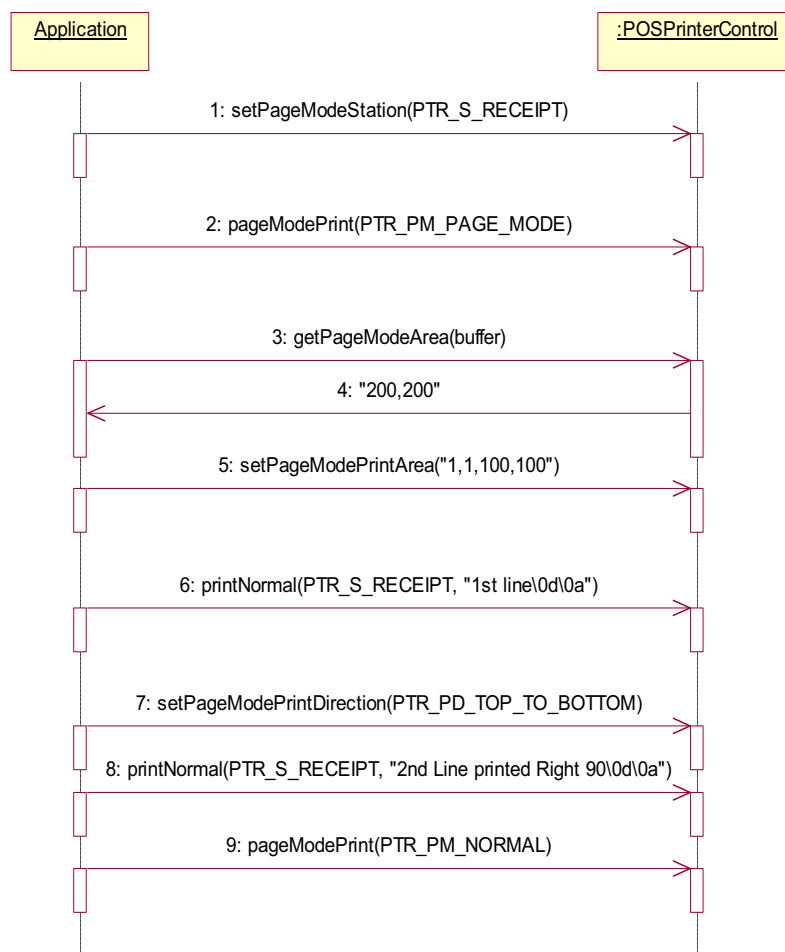 Application
:POSPrinterControl
1: setPageModeStation(PTR_S_RECEIPT)
2: pageModePrint(PTR_PM_PAGE_MODE)
3: getPageModeArea(buffer)
4: "200,200"
5: setPageModePrintArea("1,1,100,100")
6: printNormal(PTR_S_RECEIPT, "1st line\0d\0a")
7: setPageModePrintDirection(PTR_PD_TOP_TO_BOTTOM)
8: printNormal(PTR_S_RECEIPT, "2nd Line printed Right 90\0d\0a")
9: pageModePrint(PTR_PM_NORMAL)